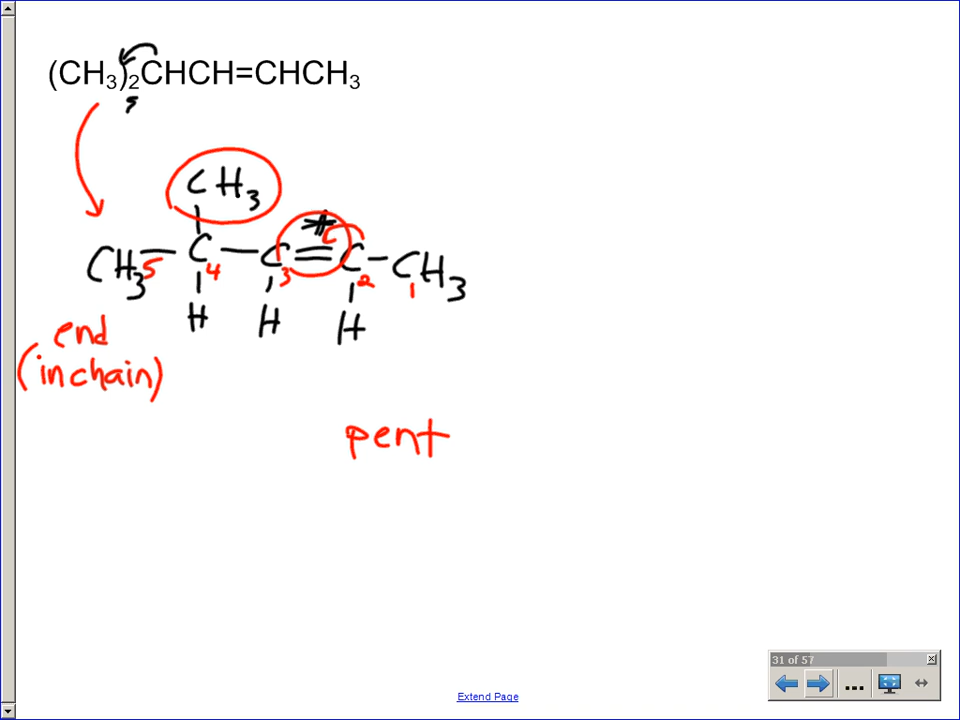 (CH₃)₂CHCH=CHCH₃
CH₃
CH₃ — C — C = C — CH₃
5 4 3 2 1
H H H
end
(in chain)
pent
31 of 57
Extend Page